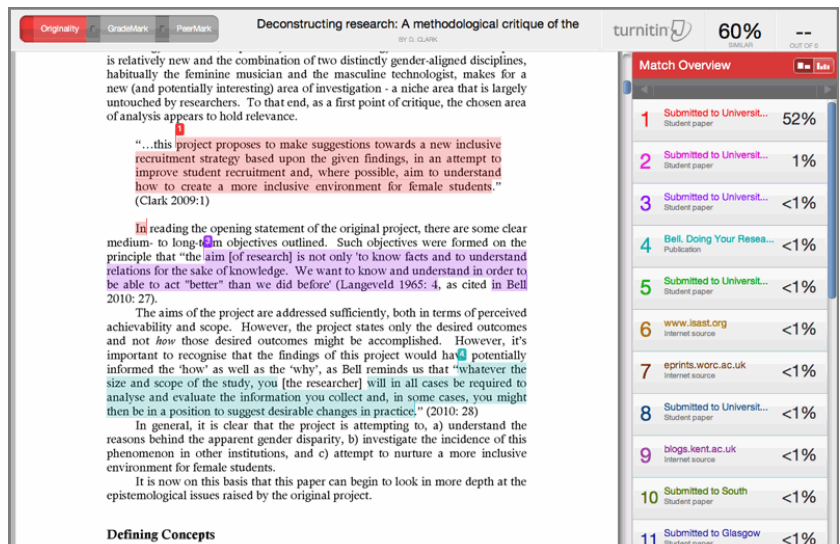 Originality
GradeMark
PeerMark
Deconstructing research: A methodological critique of the
BY D. CLARK
turnitin
60%
SIMILAR
--
OUT OF 0
is relatively new and the combination of two distinctly gender-aligned disciplines,
habitually the feminine musician and the masculine technologist, makes for a
new (and potentially interesting) area of investigation - a niche area that is largely
untouched by researchers. To that end, as a first point of critique, the chosen area
of analysis appears to hold relevance.
1
“…this project proposes to make suggestions towards a new inclusive
recruitment strategy based upon the given findings, in an attempt to
improve student recruitment and, where possible, aim to understand
how to create a more inclusive environment for female students.”
(Clark 2009:1)
In reading the opening statement of the original project, there are some clear
medium- to long-term objectives outlined. Such objectives were formed on the
principle that “the aim [of research] is not only 'to know facts and to understand
relations for the sake of knowledge. We want to know and understand in order to
be able to act "better" than we did before' (Langeveld 1965: 4, as cited in Bell
2010: 27).
The aims of the project are addressed sufficiently, both in terms of perceived
achievability and scope. However, the project states only the desired outcomes
and not how those desired outcomes might be accomplished. However, it's
important to recognise that the findings of this project would have potentially
informed the ‘how’ as well as the ‘why’, as Bell reminds us that “whatever the
size and scope of the study, you [the researcher] will in all cases be required to
analyse and evaluate the information you collect and, in some cases, you might
then be in a position to suggest desirable changes in practice.” (2010: 28)
In general, it is clear that the project is attempting to, a) understand the
reasons behind the apparent gender disparity, b) investigate the incidence of this
phenomenon in other institutions, and c) attempt to nurture a more inclusive
environment for female students.
It is now on this basis that this paper can begin to look in more depth at the
epistemological issues raised by the original project.
Defining Concepts
Match Overview
1 Submitted to Universit... 52%
Student paper
2 Submitted to Universit... 1%
Student paper
3 Submitted to Universit... <1%
Student paper
4 Bell. Doing Your Resea... <1%
Publication
5 Submitted to Universit... <1%
Student paper
6 www.isast.org <1%
Internet source
7 eprints.worc.ac.uk <1%
Internet source
8 Submitted to Universit... <1%
Student paper
9 blogs.kent.ac.uk <1%
Internet source
10 Submitted to South <1%
Student paper
11 Submitted to Glasgow <1%
Student paper